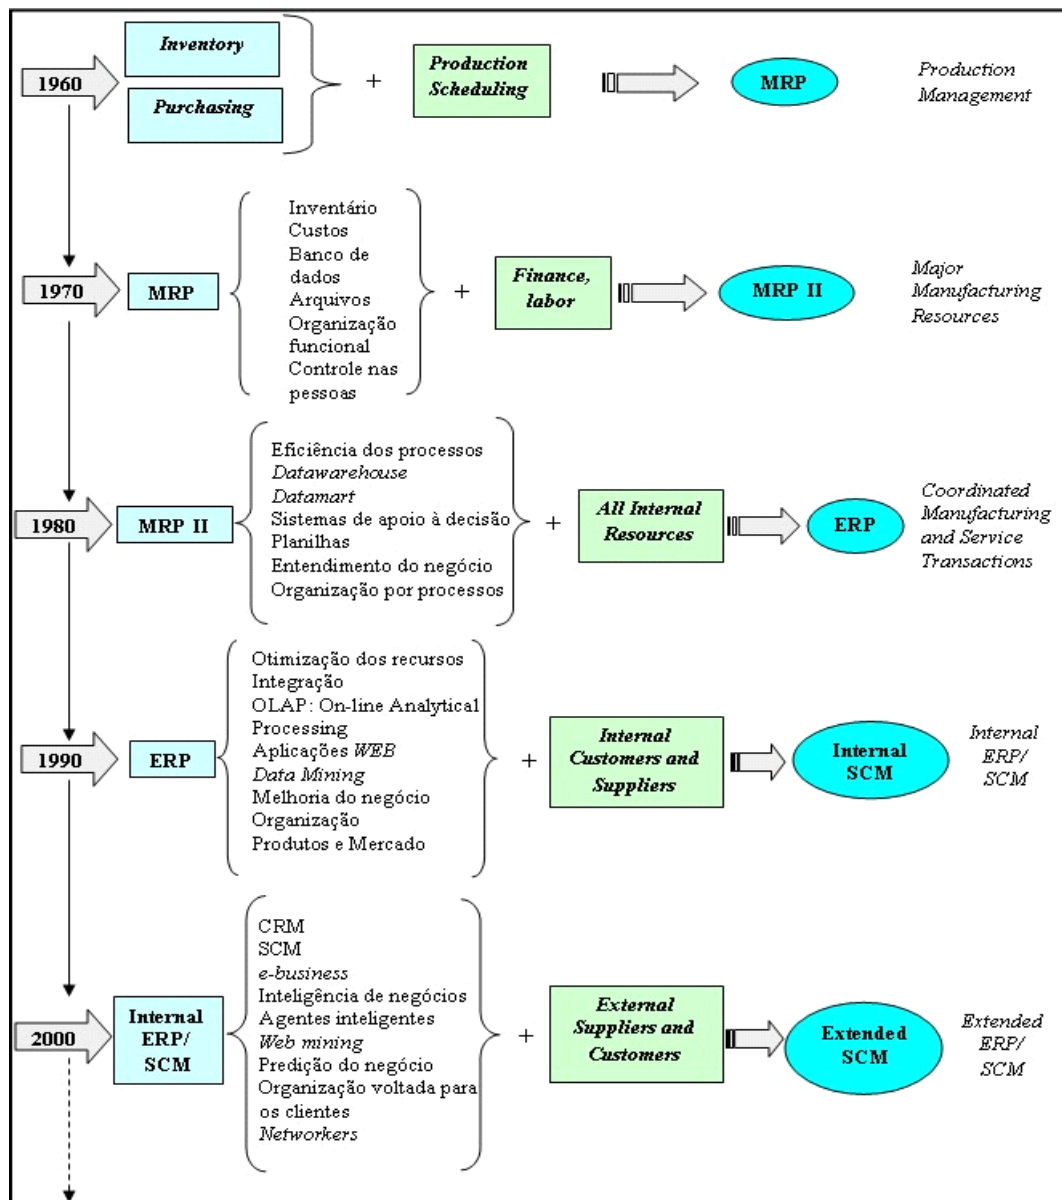 1960
Inventory
Purchasing
+
Production
Scheduling
MRP
Production
Management
1970
MRP
Inventário
Custos
Banco de
dados
Arquivos
Organização
funcional
Controle nas
pessoas
+
Finance,
labor
MRP II
Major
Manufacturing
Resources
1980
MRP II
Eficiência dos processos
Datawarehouse
Datamart
Sistemas de apoio à decisão
Planilhas
Entendimento do negócio
Organização por processos
+
All Internal
Resources
ERP
Coordinated
Manufacturing
and Service
Transactions
1990
ERP
Otimização dos recursos
Integração
OLAP: On-line Analytical
Processing
Aplicações WEB
Data Mining
Melhoria do negócio
Organização
Produtos e Mercado
+
Internal
Customers and
Suppliers
Internal
SCM
Internal
ERP/
SCM
2000
Internal
ERP/
SCM
CRM
SCM
e-business
Inteligência de negócios
Agentes inteligentes
Web mining
Predição do negócio
Organização voltada para
os clientes
Networkers
+
External
Suppliers and
Customers
Extended
SCM
Extended
ERP/
SCM